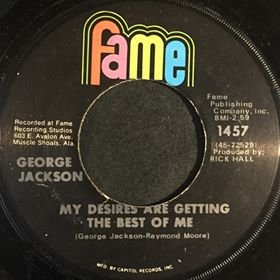 fame
Recorded at Fame
Recording Studios
603 E. Avalon Ave.
Muscle Shoals, Ala.
Fame
Publishing
Company, Inc.
BMI-2:59
1457
(45-72529)
Produced by:
RICK HALL
GEORGE
JACKSON
MY DESIRES ARE GETTING
THE BEST OF ME
(George Jackson-Raymond Moore)
MFD. BY CAPITOL RECORDS, INC.